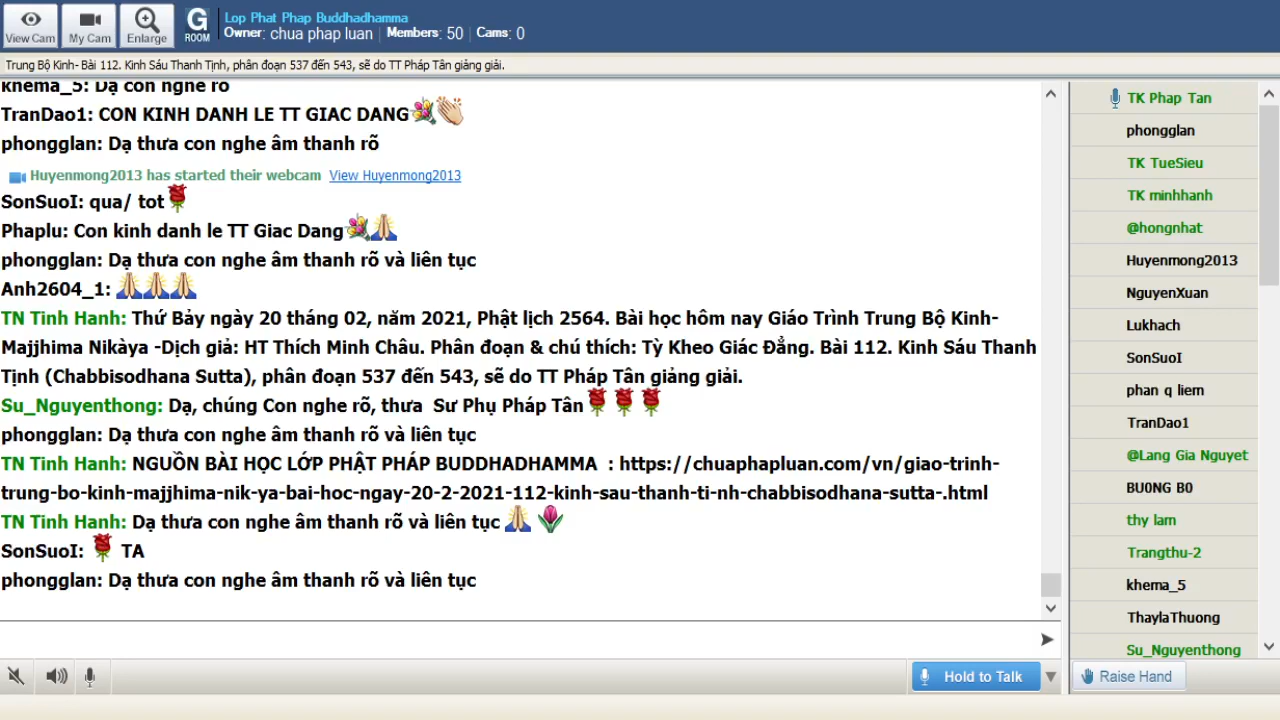 View Cam
My Cam
Enlarge
G
ROOM
Lop Phat Phap Buddhadhamma
Owner: chua phap luan | Members: 50 | Cams: 0
Trung Bộ Kinh- Bài 112. Kinh Sáu Thanh Tịnh, phân đoạn 537 đến 543, sẽ do TT Pháp Tân giảng giải.
khema_5: Dạ con nghe rõ
TranDao1: CON KINH DANH LE TT GIAC DANG
phongglan: Dạ thưa con nghe âm thanh rõ
Huyenmong2013 has started their webcam View Huyenmong2013
SonSuoI: qua/ tot
Phaplu: Con kinh danh le TT Giac Dang
phongglan: Dạ thưa con nghe âm thanh rõ và liên tục
Anh2604_1:
TN Tinh Hanh: Thứ Bảy ngày 20 tháng 02, năm 2021, Phật lịch 2564. Bài học hôm nay Giáo Trình Trung Bộ Kinh-
Majjhima Nikàya -Dịch giả: HT Thích Minh Châu. Phân đoạn & chú thích: Tỳ Kheo Giác Đẳng. Bài 112. Kinh Sáu Thanh
Tịnh (Chabbisodhana Sutta), phân đoạn 537 đến 543, sẽ do TT Pháp Tân giảng giải.
Su_Nguyenthong: Dạ, chúng Con nghe rõ, thưa Sư Phụ Pháp Tân
phongglan: Dạ thưa con nghe âm thanh rõ và liên tục
TN Tinh Hanh: NGUỒN BÀI HỌC LỚP PHẬT PHÁP BUDDHADHAMMA : https://chuaphapluan.com/vn/giao-trinh-
trung-bo-kinh-majjhima-nik-ya-bai-hoc-ngay-20-2-2021-112-kinh-sau-thanh-ti-nh-chabbisodhana-sutta-.html
TN Tinh Hanh: Dạ thưa con nghe âm thanh rõ và liên tục
SonSuoI: TA
phongglan: Dạ thưa con nghe âm thanh rõ và liên tục
Hold to Talk
TK Phap Tan
phongglan
TK TueSieu
TK minhhanh
@hongnhat
Huyenmong2013
NguyenXuan
Lukhach
SonSuoI
phan q liem
TranDao1
@Lang Gia Nguyet
BU0NG B0
thy lam
Trangthu-2
khema_5
ThaylaThuong
Su_Nguyenthong
Raise Hand